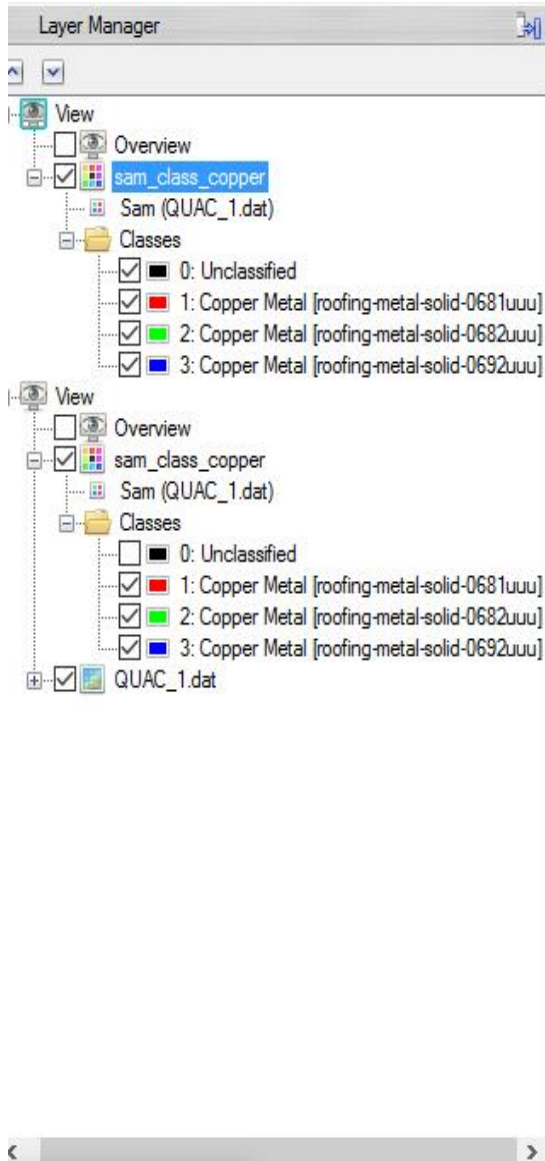 Layer Manager
View
Overview
sam_class_copper
Sam (QUAC_1.dat)
Classes
0: Unclassified
1: Copper Metal [roofing-metal-solid-0681uuu]
2: Copper Metal [roofing-metal-solid-0682uuu]
3: Copper Metal [roofing-metal-solid-0692uuu]
View
Overview
sam_class_copper
Sam (QUAC_1.dat)
Classes
0: Unclassified
1: Copper Metal [roofing-metal-solid-0681uuu]
2: Copper Metal [roofing-metal-solid-0682uuu]
3: Copper Metal [roofing-metal-solid-0692uuu]
QUAC_1.dat